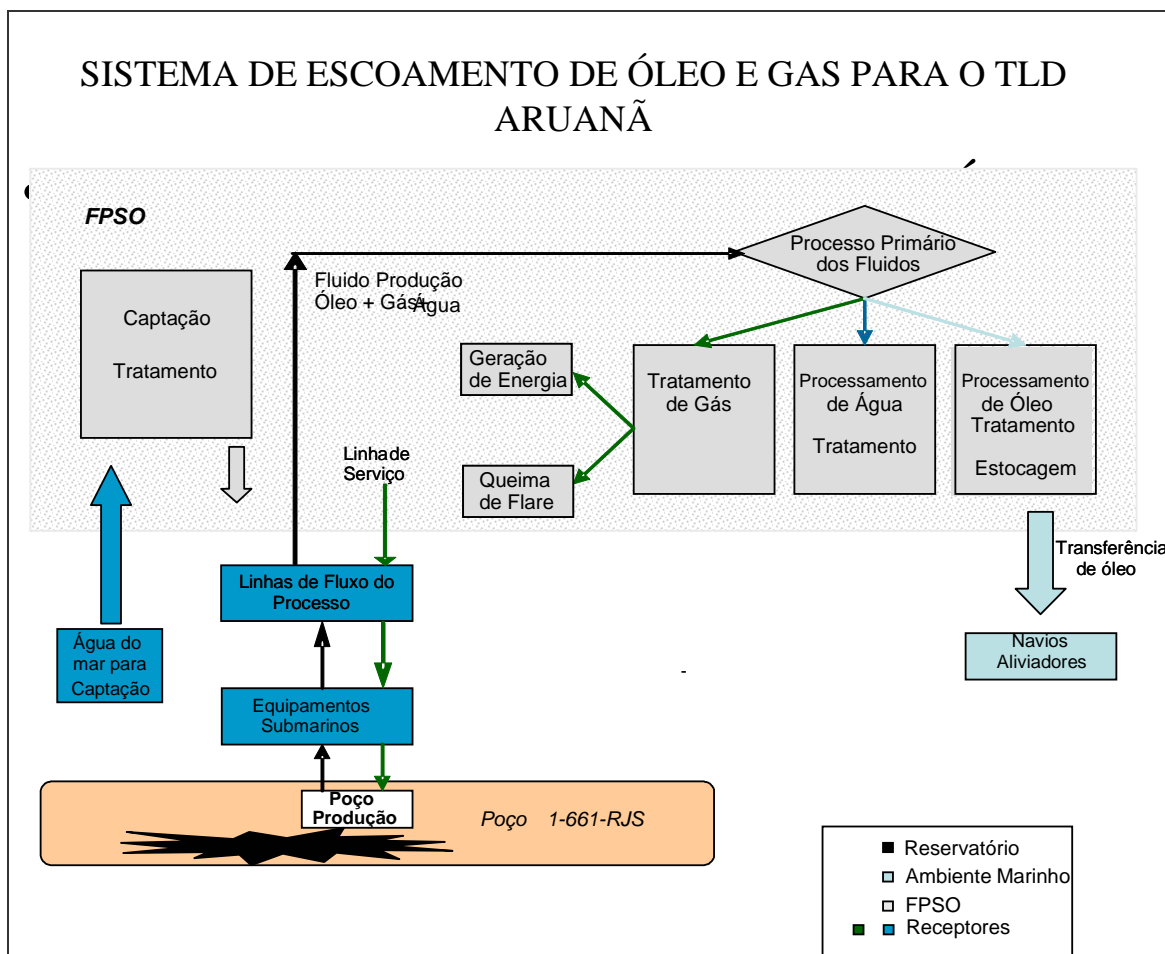 SISTEMA DE ESCOAMENTO DE ÓLEO E GAS PARA O TLD
ARUANÃ
FPSO
Processo Primário
dos Fluidos
Fluido Produção
Óleo + Gás+
Água
Captação
Tratamento
Geração
de Energia
Tratamento
de Gás
Processamento
de Água
Tratamento
Processamento
de Óleo
Tratamento
Estocagem
Linha de
Serviço
Queima
de Flare
Transferência
de óleo
Linhas de Fluxo do
Processo
Água do
mar para
Captação
Navios
Aliviadores
-
Equipamentos
Submarinos
Poço
Produção
Poço 1-661-RJS
Reservatório
Ambiente Marinho
FPSO
Receptores